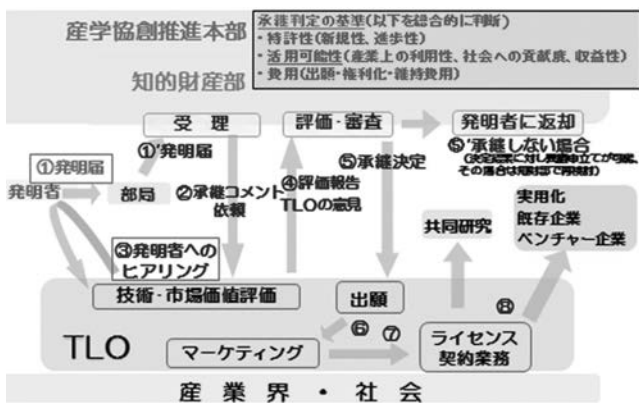 産学協創推進本部
知的財産部
承継判定の基準(以下を総合的に判断)
・特許性(新規性、進歩性)
・活用可能性(産業上の利用性、社会への貢献度、収益性)
・費用(出願・権利化・維持費用)
受 理
評価・審査
発明者に返却
①発明届
①'発明届
発明者
部局
②承継コメント
依頼
④評価報告
TLOの意見
⑤承継決定
⑤'承継しない場合
その場合は
③発明者への
ヒアリング
共同研究
実用化
既存企業
ベンチャー企業
技術・市場価値評価
出願
⑥
⑦
⑧
TLO
マーケティング
ライセンス
契約業務
産 業 界 ・ 社 会